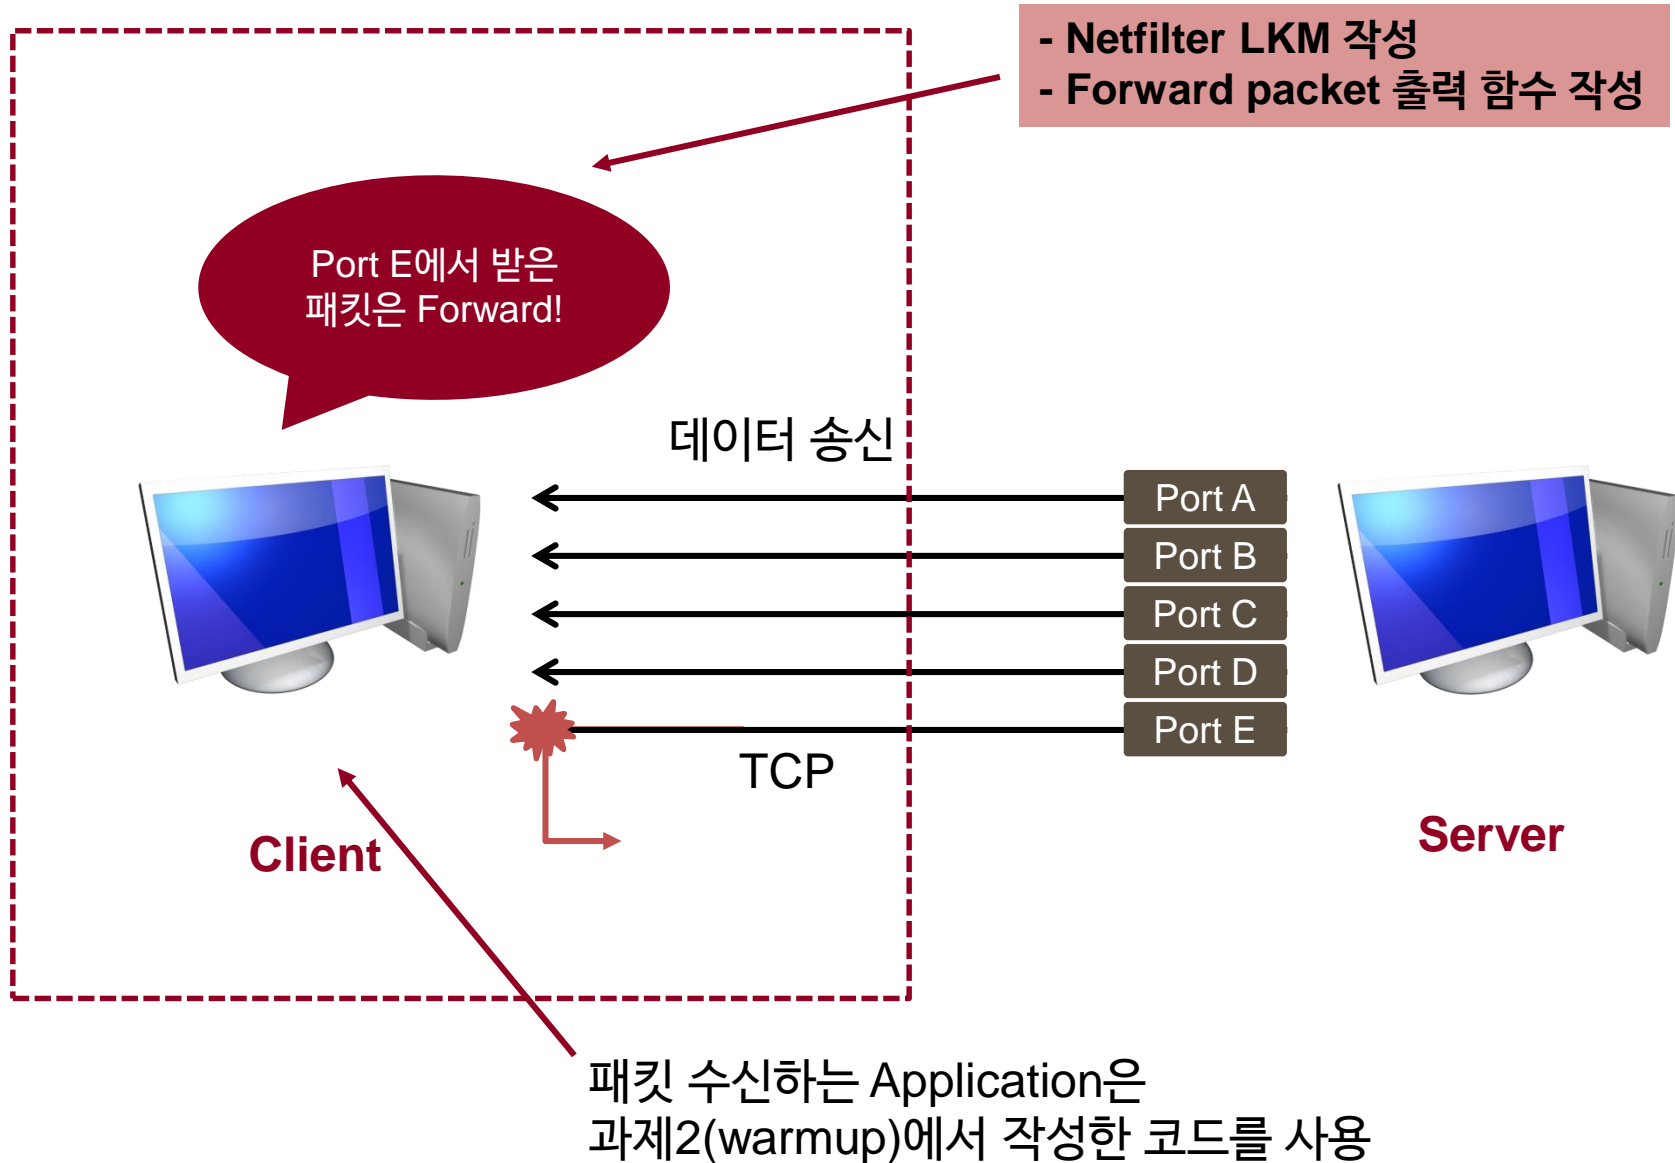 - Netfilter LKM 작성
- Forward packet 출력 함수 작성
Port E에서 받은
패킷은 Forward!
데이터 송신
Port A
Port B
Port C
Port D
Port E
TCP
Client
Server
패킷 수신하는 Application은
과제2(warmup)에서 작성한 코드를 사용